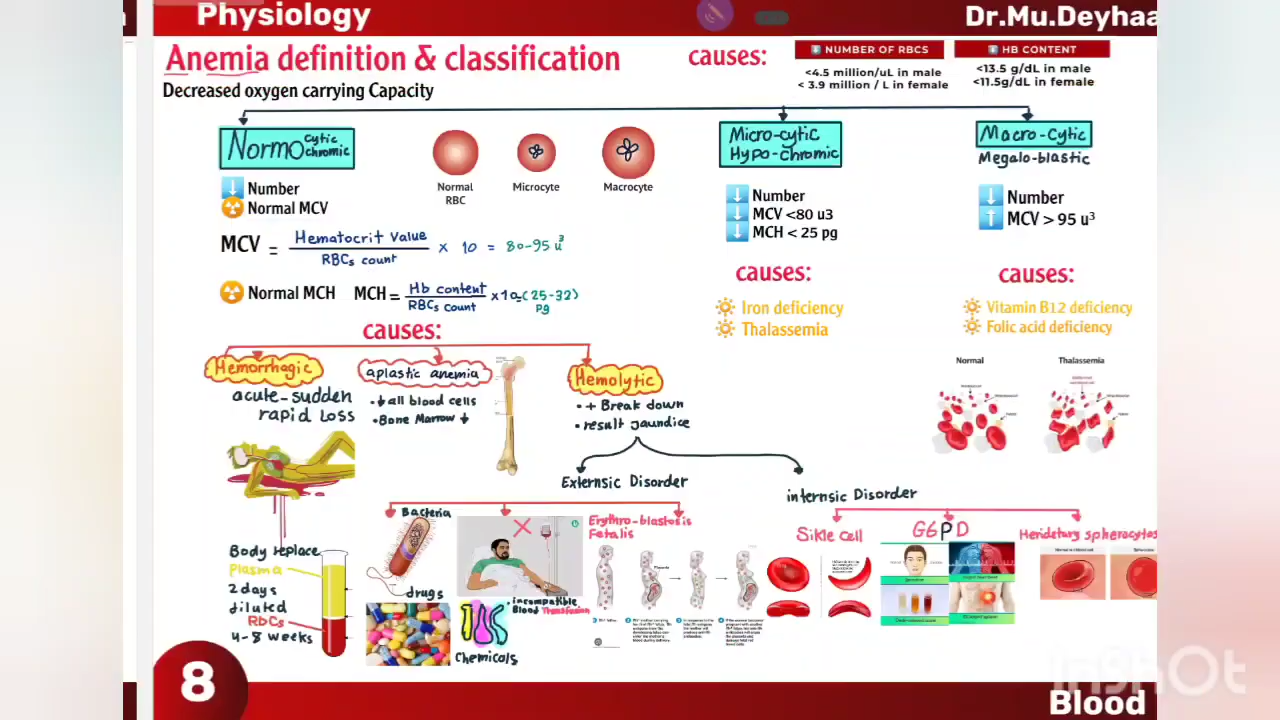 Physiology
Dr.Mu.Deyhaa
Anemia definition & classification
Decreased oxygen carrying Capacity
causes:
NUMBER OF RBCS
<4.5 million/uL in male
< 3.9 million / L in female
HB CONTENT
<13.5 g/dL in male
<11.5g/dL in female
Normo cytic chromic
Number
Normal MCV
Normal RBC
Microcyte
Macrocyte
MCV = Hematocrit Value / RBCs count × 10 = 80-95 u³
Normal MCH MCH = Hb content / RBCs count ×10 = (25-32) pg
Micro-cytic
Hypo-chromic
Number
MCV <80 u3
MCH < 25 pg
causes:
Iron deficiency
Thalassemia
Macro-cytic
Megalo-blastic
Number
MCV > 95 u³
causes:
Vitamin B12 deficiency
Folic acid deficiency
Normal
Thalassemia
causes:
Hemorrhagic
acute-sudden
rapid Loss
Body replace
Plasma
2 days
diluted
RBCs
4-8 weeks
aplastic anemia
• ↓ all blood cells
• Bone Marrow ↓
Hemolytic
• + Break down
• result jaundice
Externsic Disorder
Bacteria
drugs
Chemicals
incompatible
Blood Transfusion
Erythro-blastosis
Fetalis
internsic Disorder
Sikle cell
G6PD
Heridetary spherocytos
8
Blood
InShOt